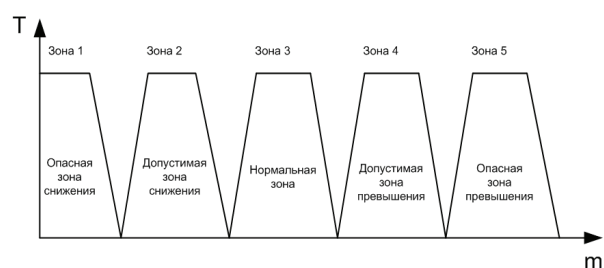 T
Зона 1
Зона 2
Зона 3
Зона 4
Зона 5
Опасная
зона
снижения
Допустимая
зона
снижения
Нормальная
зона
Допустимая
зона
превышения
Опасная
зона
превышения
m